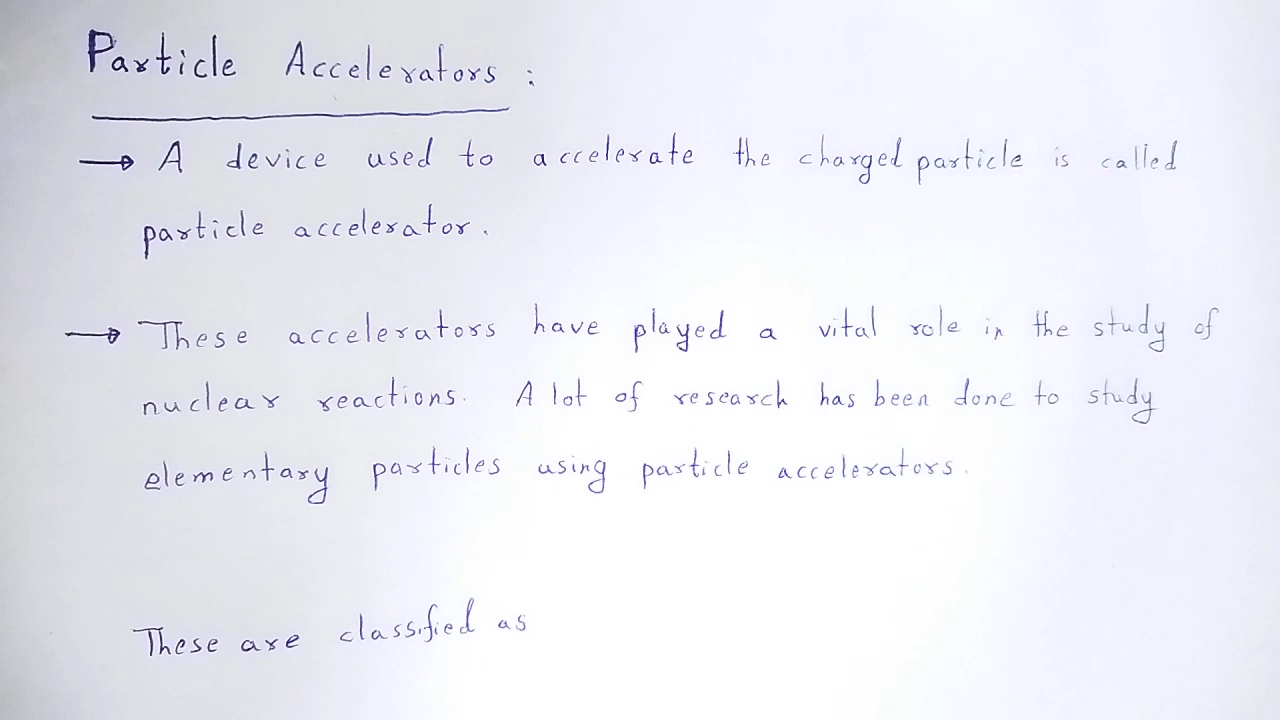 Particle Accelerators :
→ A device used to accelerate the charged particle is called
particle accelerator.
→ These accelerators have played a vital role in the study of
nuclear reactions. A lot of research has been done to study
elementary particles using particle accelerators.
These are classified as